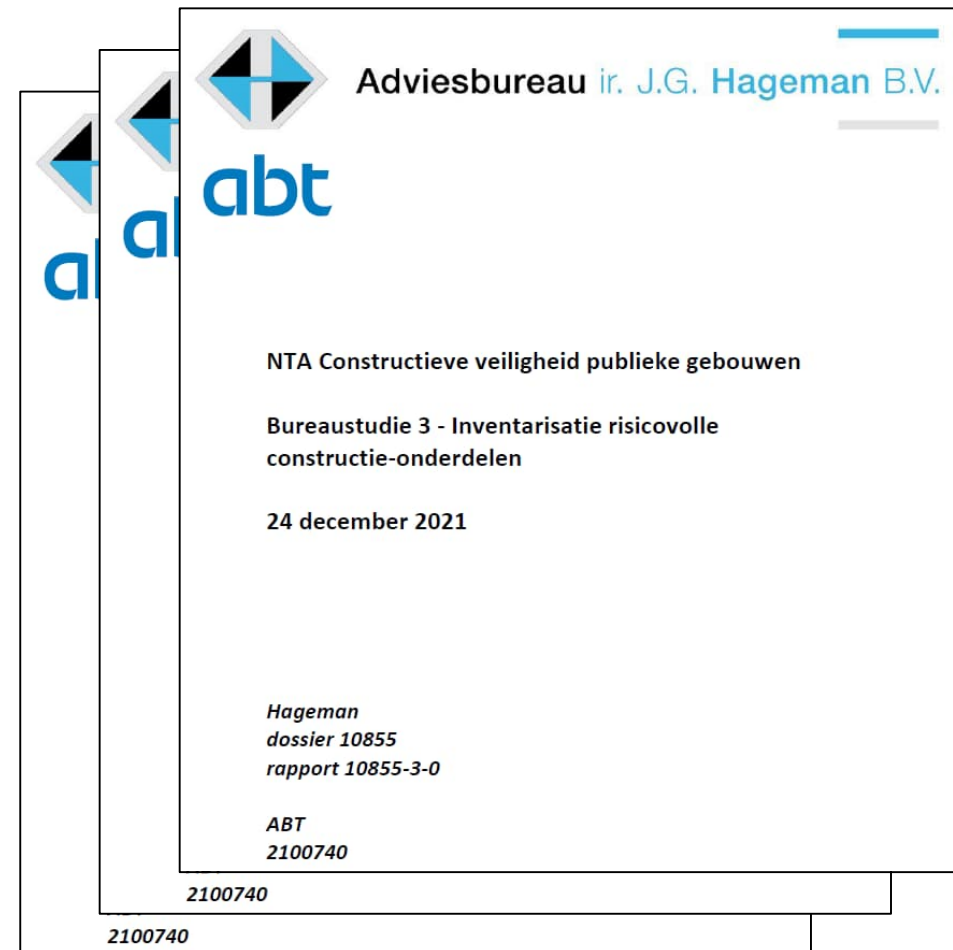 Adviesbureau ir. J.G. Hageman B.V.
abt
NTA Constructieve veiligheid publieke gebouwen
Bureaustudie 3 - Inventarisatie risicovolle
constructie-onderdelen
24 december 2021
Hageman
dossier 10855
rapport 10855-3-0
ABT
2100740
2100740
2100740